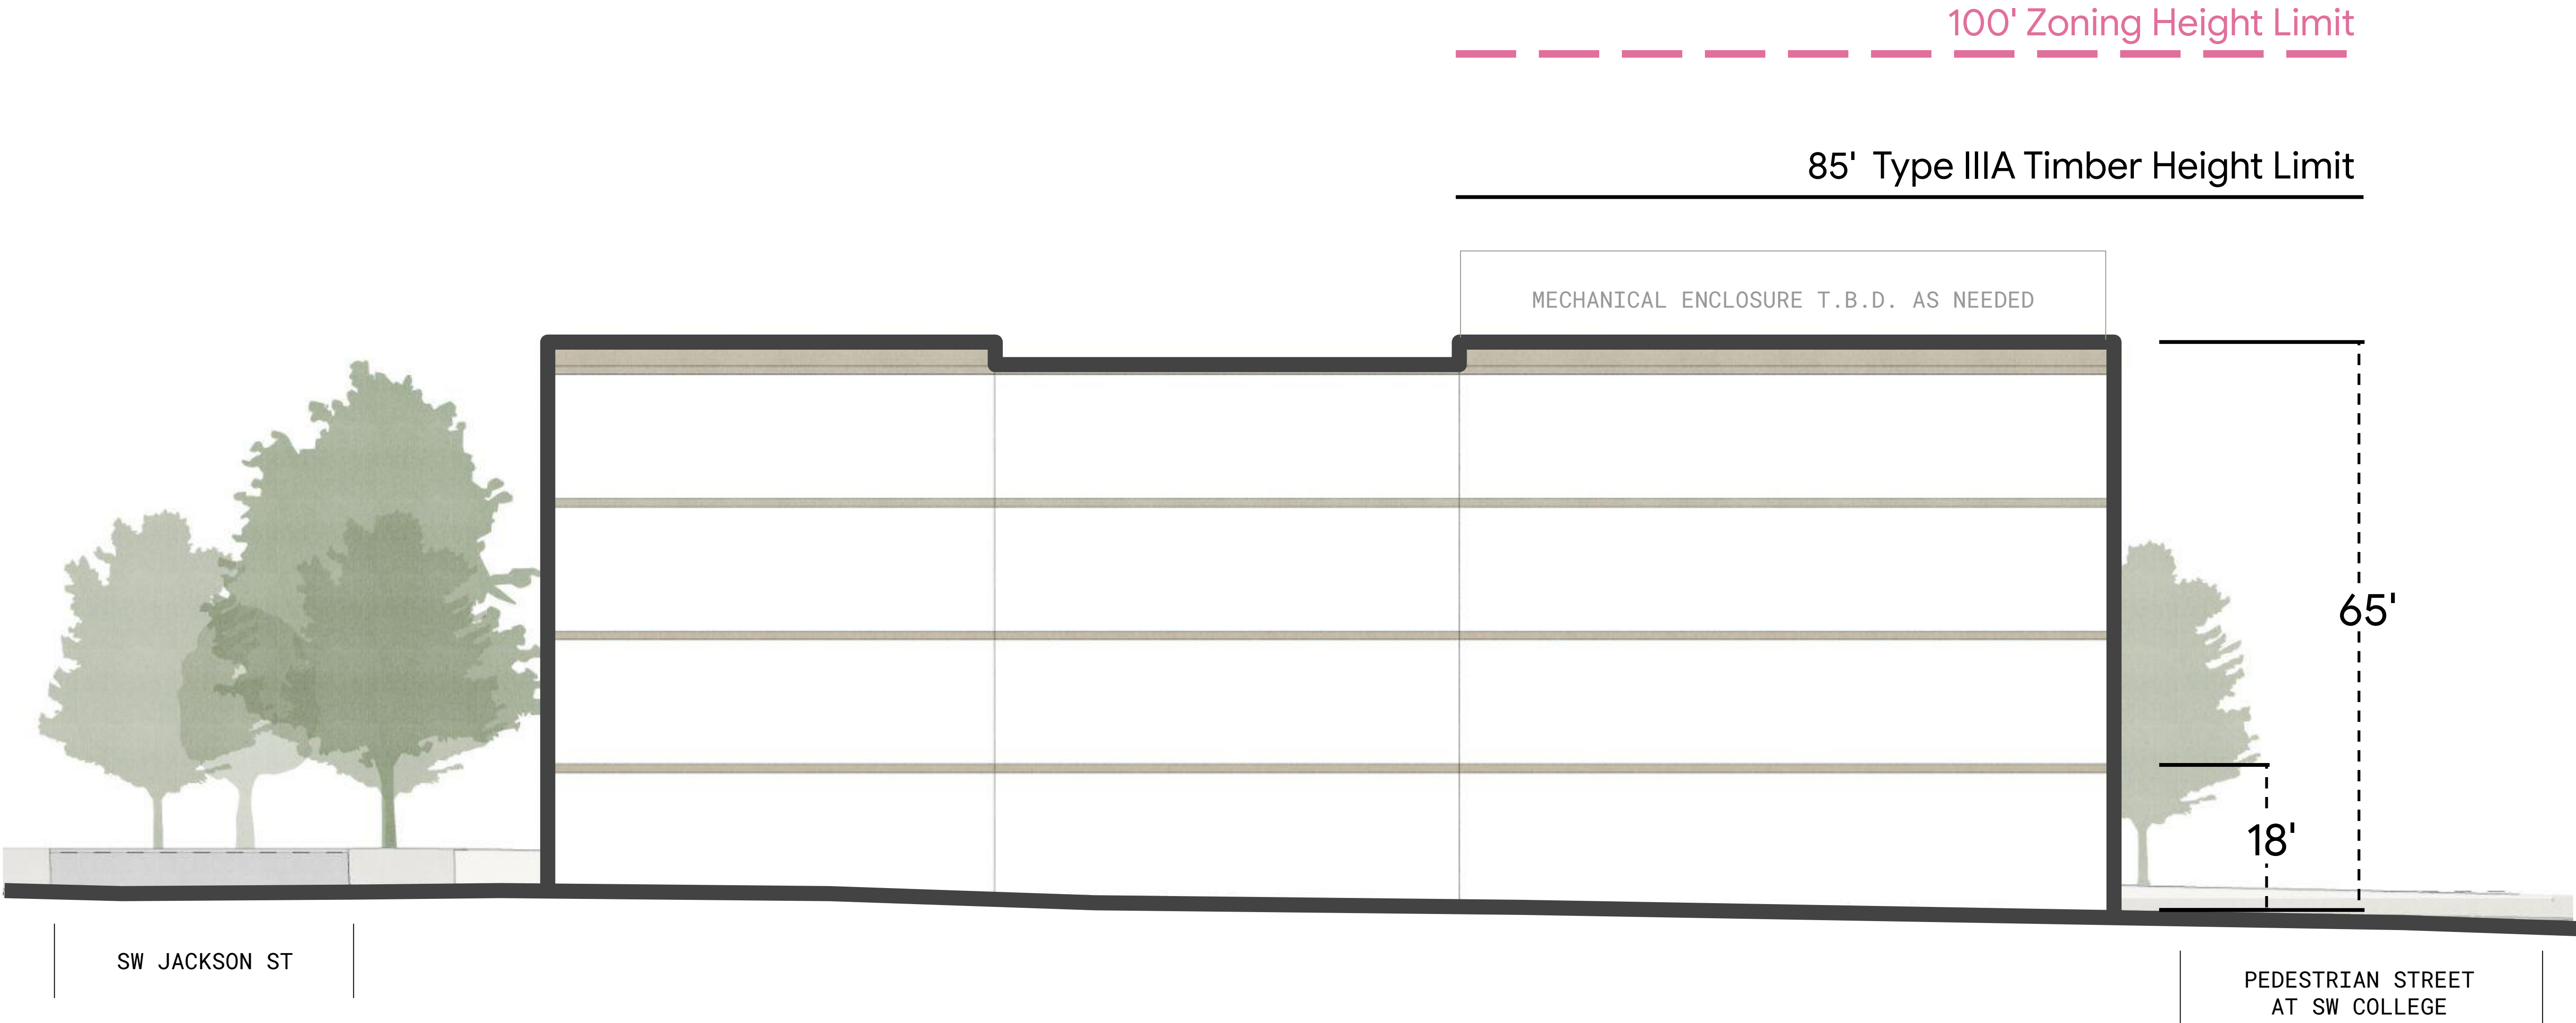 100' Zoning Height Limit
85' Type IIIA Timber Height Limit
MECHANICAL ENCLOSURE T.B.D. AS NEEDED
65'
18'
SW JACKSON ST
PEDESTRIAN STREET
AT SW COLLEGE